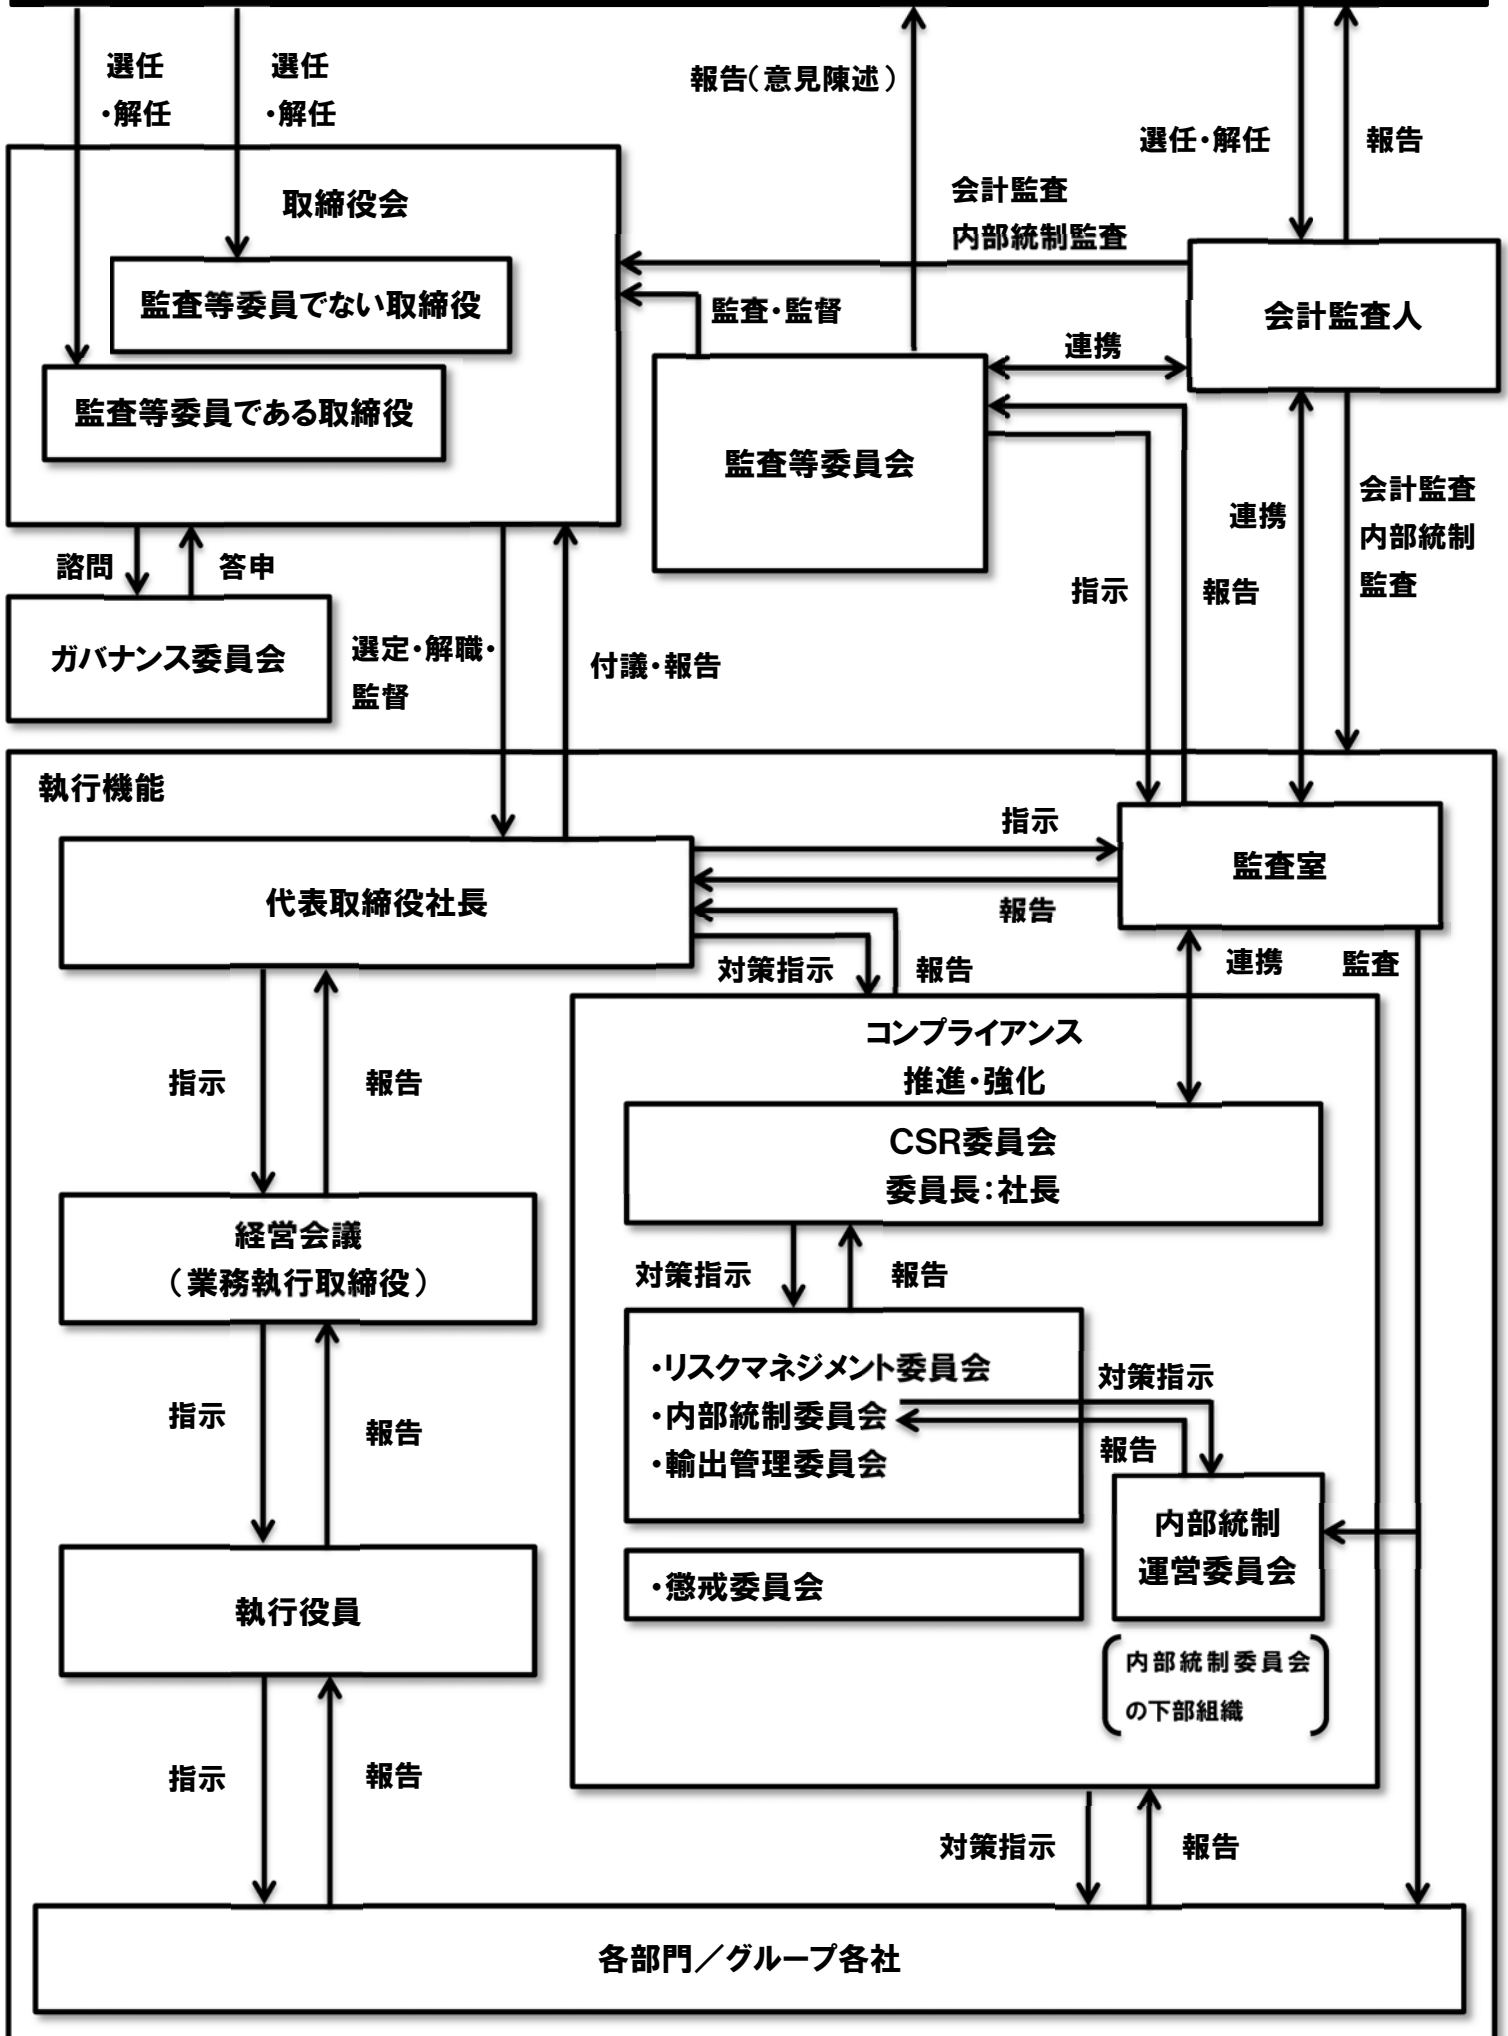 選任
・解任
選任
・解任
報告(意見陳述)
選任・解任
報告
取締役会
会計監査
内部統制監査
監査等委員でない取締役
監査・監督
会計監査人
連携
監査等委員である取締役
監査等委員会
連携
会計監査
内部統制
監査
諮問
答申
指示
報告
ガバナンス委員会
選定・解職・
監督
付議・報告
執行機能
指示
監査室
代表取締役社長
報告
対策指示
報告
連携
監査
コンプライアンス
推進・強化
指示
報告
CSR委員会
委員長：社長
経営会議
（業務執行取締役）
対策指示
報告
・リスクマネジメント委員会
・内部統制委員会
・輸出管理委員会
対策指示
報告
指示
報告
内部統制
運営委員会
・懲戒委員会
執行役員
内部統制委員会
の下部組織
指示
報告
対策指示
報告
各部門／グループ各社